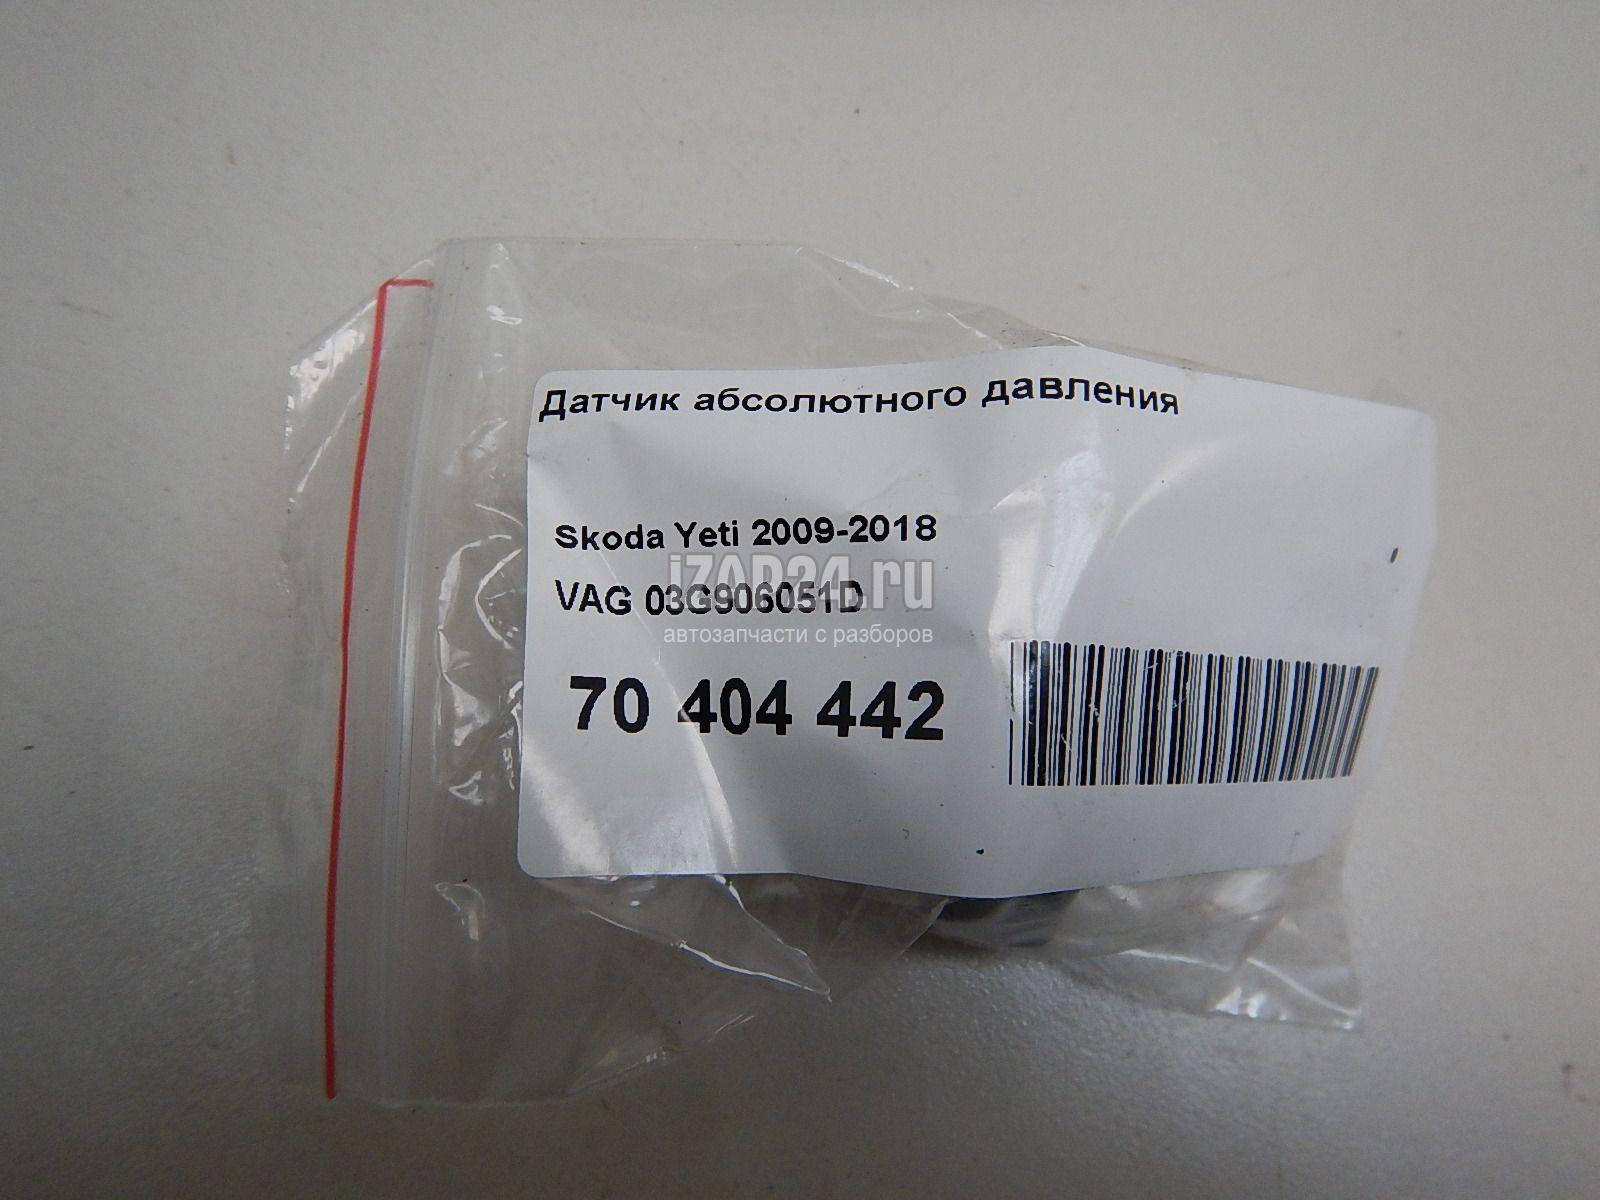 Датчик абсолютного давления
Skoda Yeti 2009-2018
iZAP24.ru
VAG 03G906051D
автозапчасти с разборов
70 404 442